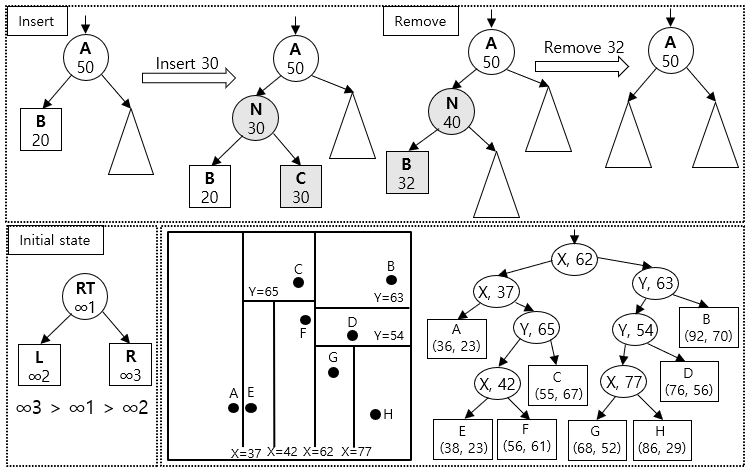 Insert
A
50
B
20
Insert 30
A
50
N
30
B
20
C
30
Remove
A
50
N
40
B
32
Remove 32
A
50
Initial state
RT
∞1
L
∞2
R
∞3
∞3 > ∞1 > ∞2
C
B
Y=65
Y=63
F
D
Y=54
G
A
E
H
X=37
X=42
X=62
X=77
X, 62
X, 37
Y, 63
A
(36, 23)
Y, 65
Y, 54
B
(92, 70)
X, 42
C
(55, 67)
X, 77
D
(76, 56)
E
(38, 23)
F
(56, 61)
G
(68, 52)
H
(86, 29)